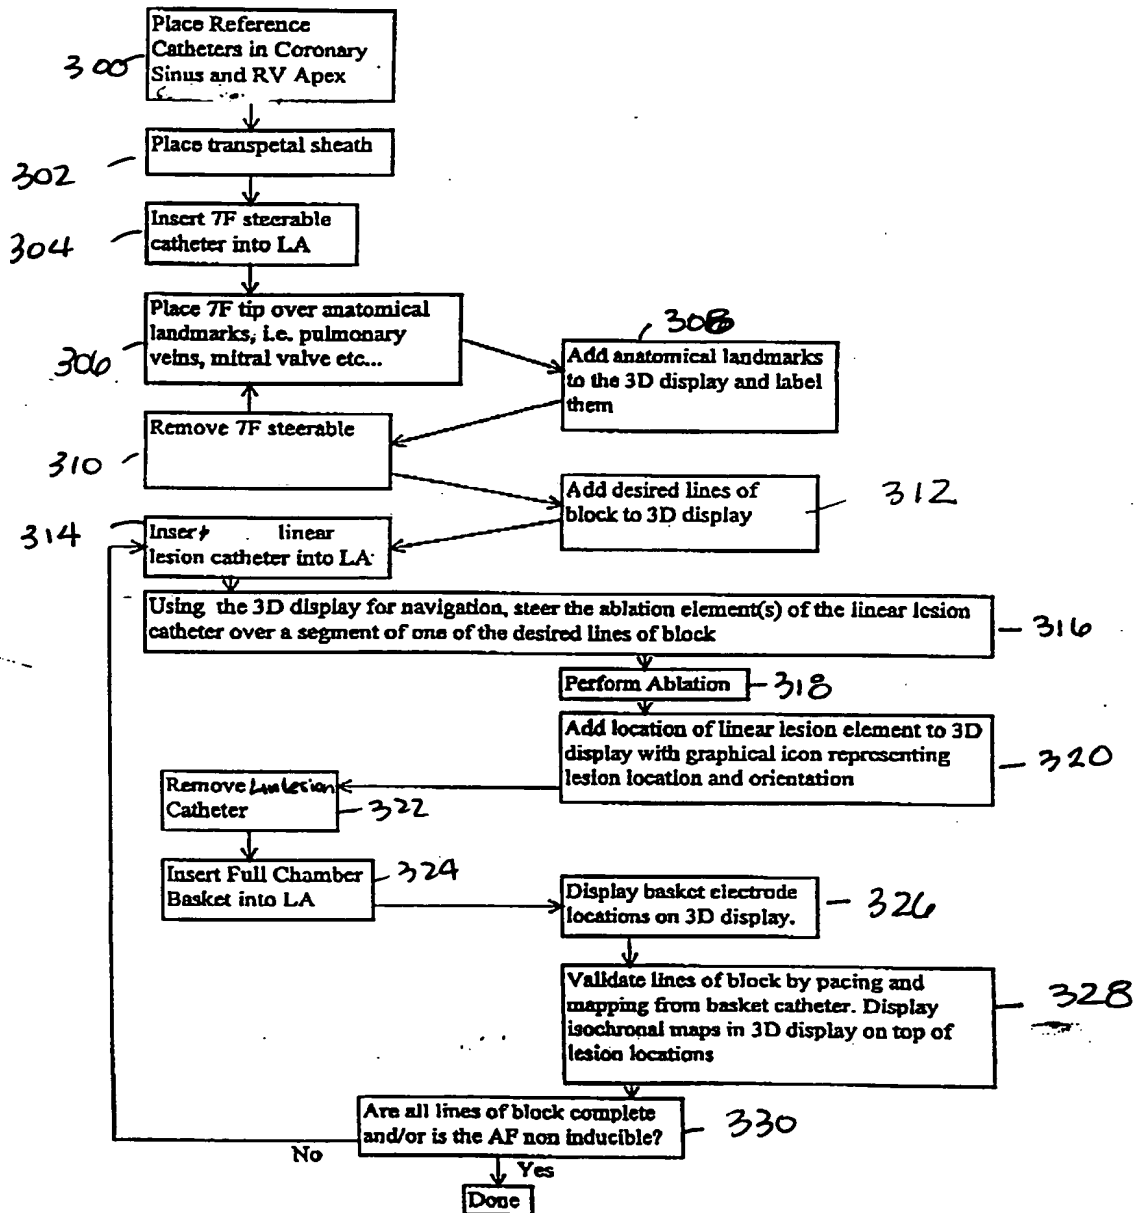 Place Reference
Catheters in Coronary
Sinus and RV Apex
300
Place transpetal sheath
302
Insert 7F steerable
catheter into LA
304
Place 7F tip over anatomical
landmarks, i.e. pulmonary
veins, mitral valve etc...
306
308
Add anatomical landmarks
to the 3D display and label
them
Remove 7F steerable
310
Add desired lines of
block to 3D display
312
Insert linear
lesion catheter into LA
314
Using the 3D display for navigation, steer the ablation element(s) of the linear lesion
catheter over a segment of one of the desired lines of block
316
Perform Ablation
318
Add location of linear lesion element to 3D
display with graphical icon representing
lesion location and orientation
320
Remove Lin Lesion
Catheter
322
Insert Full Chamber
Basket into LA
324
Display basket electrode
locations on 3D display.
326
Validate lines of block by pacing and
mapping from basket catheter. Display
isochronal maps in 3D display on top of
lesion locations
328
Are all lines of block complete
and/or is the AF non inducible?
330
No
Yes
Done